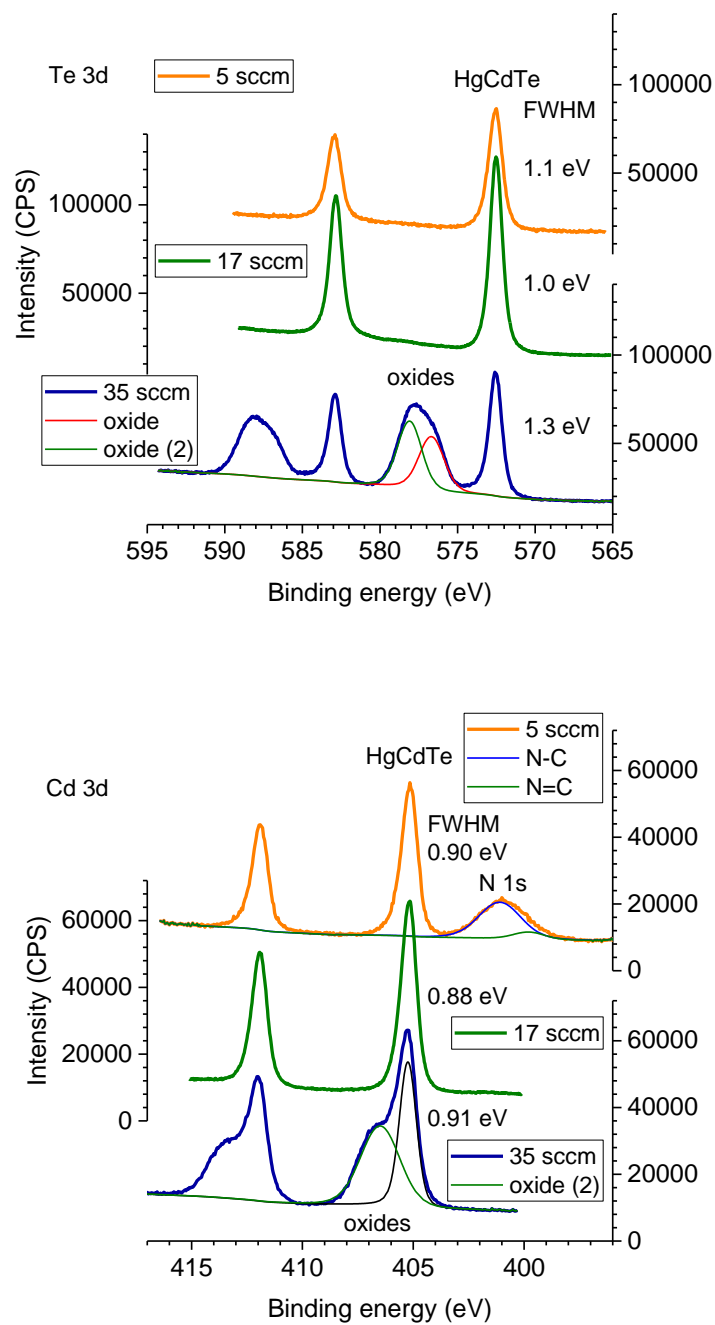 Te 3d
5 sccm
HgCdTe
FWHM
100000
50000
1.1 eV
100000
50000
Intensity (CPS)
17 sccm
1.0 eV
100000
50000
oxides
35 sccm
oxide
oxide (2)
1.3 eV
595 590 585 580 575 570 565
Binding energy (eV)
Cd 3d
HgCdTe
5 sccm
N-C
N=C
FWHM
0.90 eV
N 1s
60000
40000
20000
0
60000
40000
20000
0
Intensity (CPS)
0.88 eV
17 sccm
0.91 eV
35 sccm
oxide (2)
60000
40000
20000
0
oxides
415 410 405 400
Binding energy (eV)